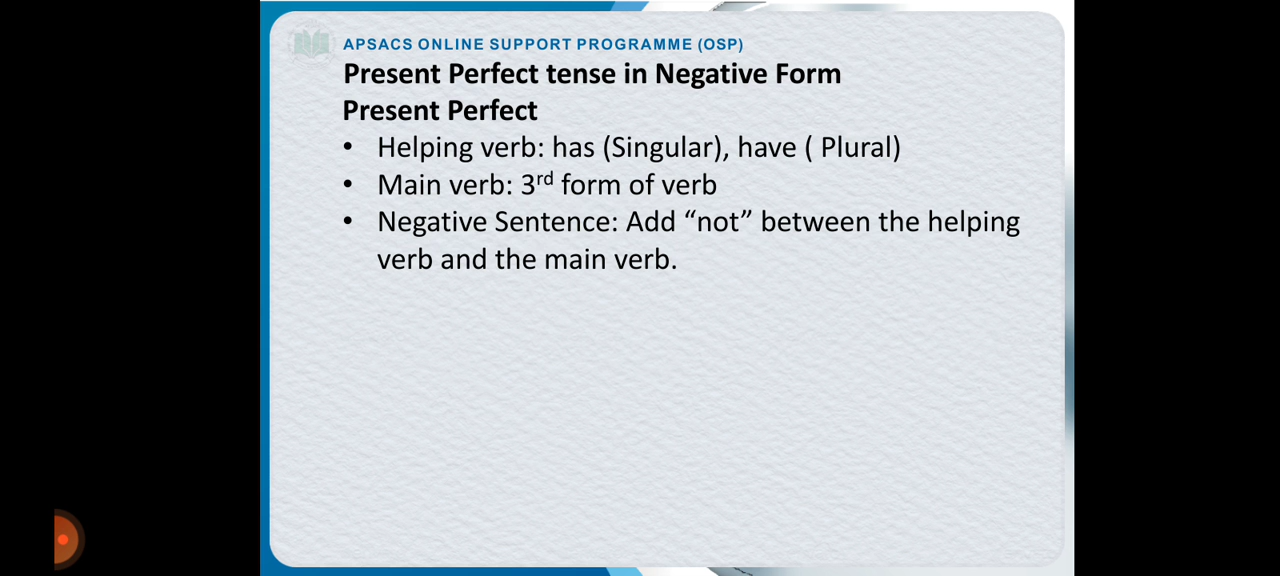 APSACS ONLINE SUPPORT PROGRAMME (OSP)
Present Perfect tense in Negative Form
Present Perfect
• Helping verb: has (Singular), have ( Plural)
• Main verb: 3rd form of verb
• Negative Sentence: Add “not” between the helping
verb and the main verb.